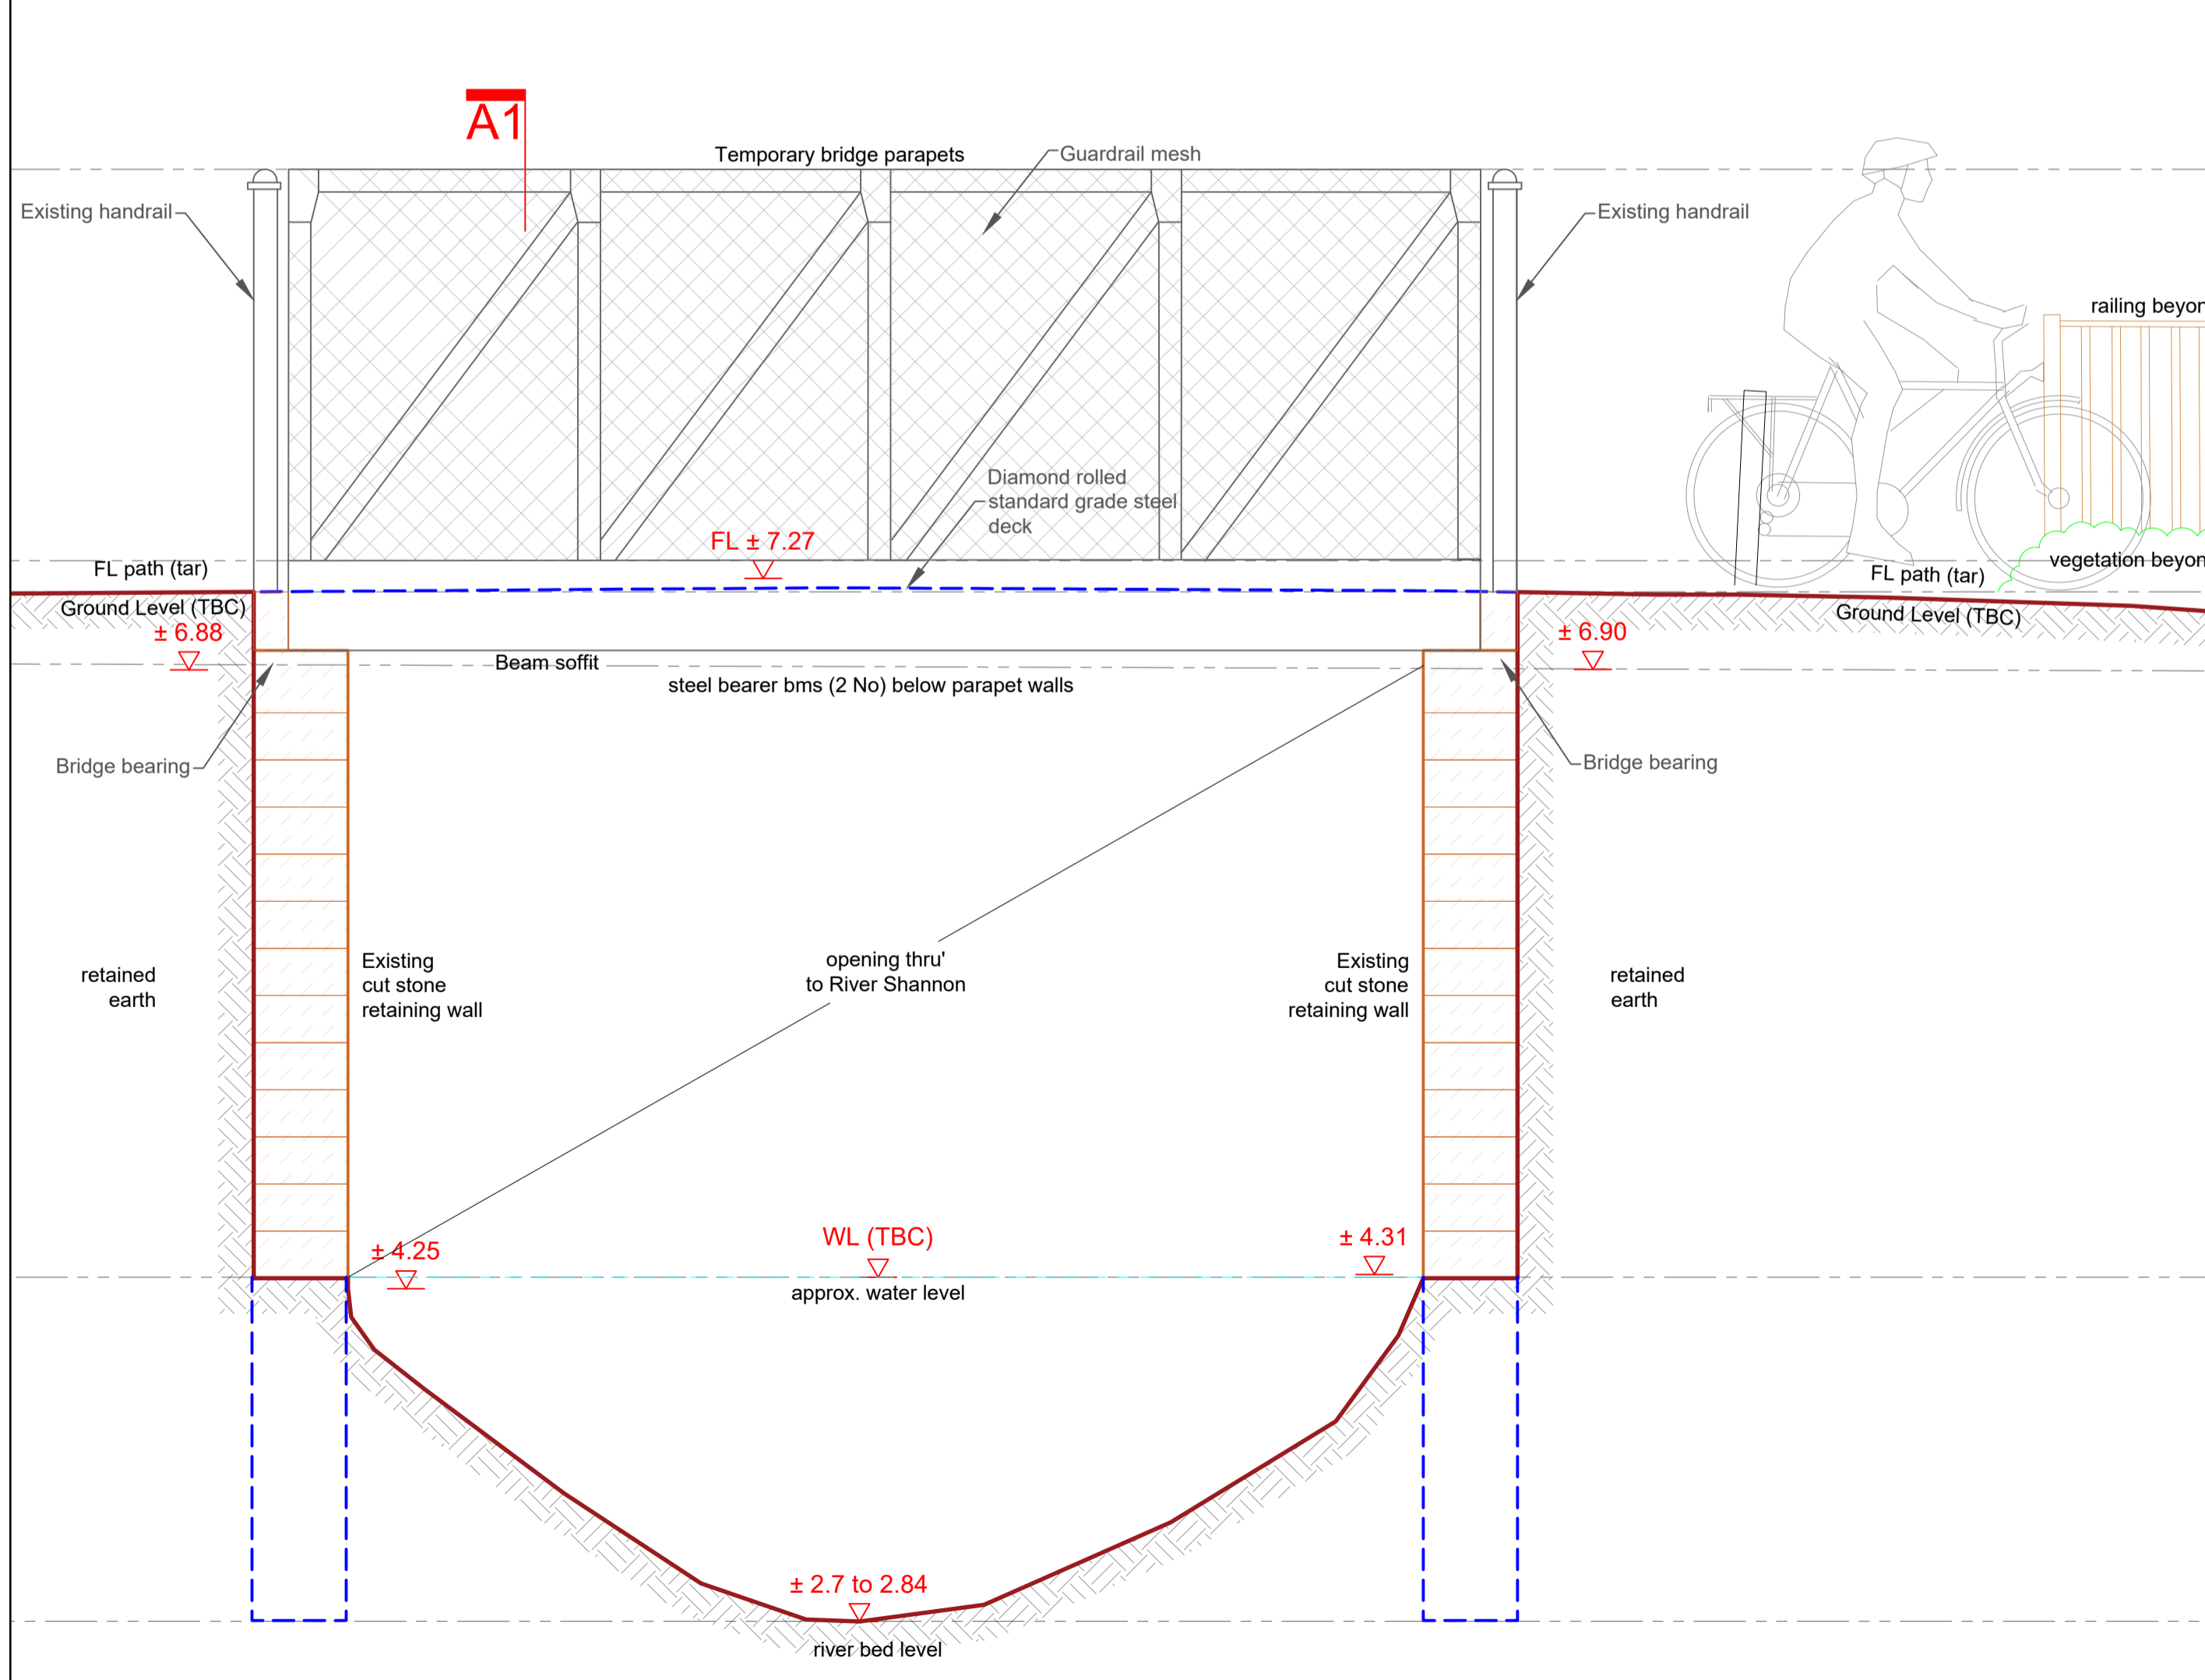 A1
Temporary bridge parapets
Guardrail mesh
Existing handrail
Existing handrail
railing beyon
Diamond rolled
standard grade steel
deck
FL ± 7.27
FL path (tar)
FL path (tar)
vegetation beyon
Ground Level (TBC)
± 6.88
Ground Level (TBC)
± 6.90
Beam soffit
steel bearer bms (2 No) below parapet walls
Bridge bearing
Bridge bearing
retained
earth
Existing
cut stone
retaining wall
opening thru'
to River Shannon
Existing
cut stone
retaining wall
retained
earth
± 4.25
WL (TBC)
± 4.31
approx. water level
± 2.7 to 2.84
river bed level